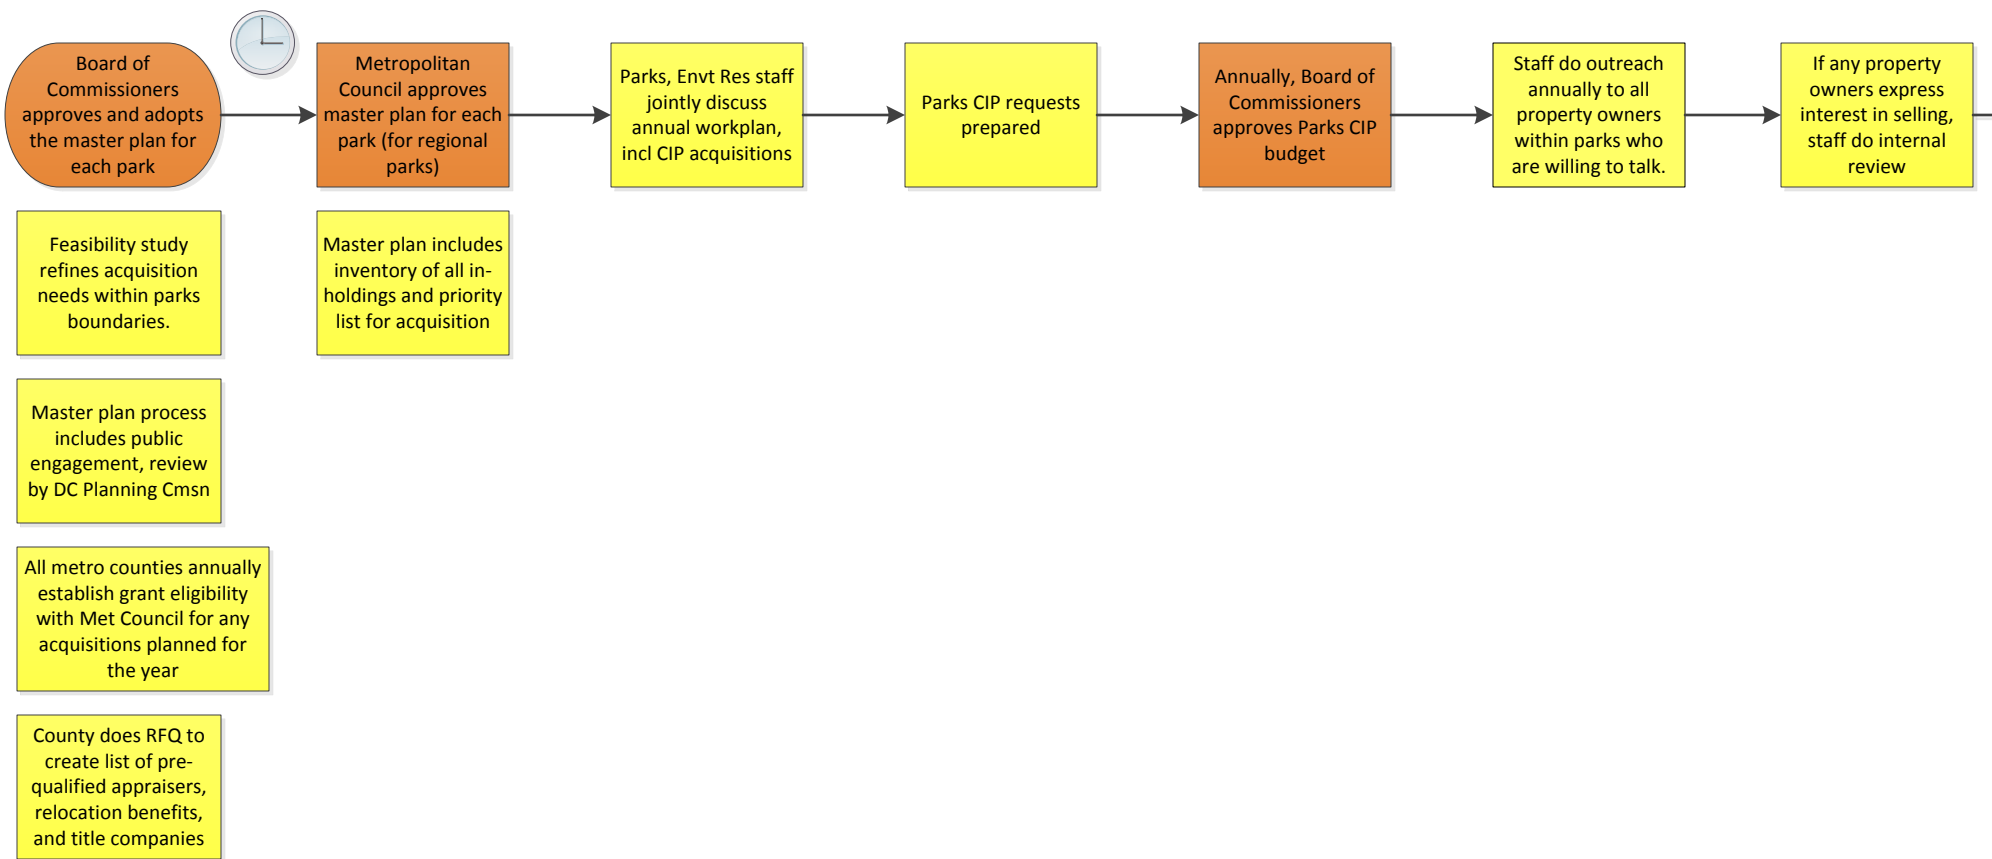 Board of
Commissioners
approves and adopts
the master plan for
each park
Metropolitan
Council approves
master plan for each
park (for regional
parks)
Parks, Envt Res staff
jointly discuss
annual workplan,
incl CIP acquisitions
Parks CIP requests
prepared
Annually, Board of
Commissioners
approves Parks CIP
budget
Staff do outreach
annually to all
property owners
within parks who
are willing to talk.
If any property
owners express
interest in selling,
staff do internal
review
Feasibility study
refines acquisition
needs within parks
boundaries.
Master plan includes
inventory of all in-
holdings and priority
list for acquisition
Master plan process
includes public
engagement, review
by DC Planning Cmsn
All metro counties annually
establish grant eligibility
with Met Council for any
acquisitions planned for
the year
County does RFQ to
create list of pre-
qualified appraisers,
relocation benefits,
and title companies